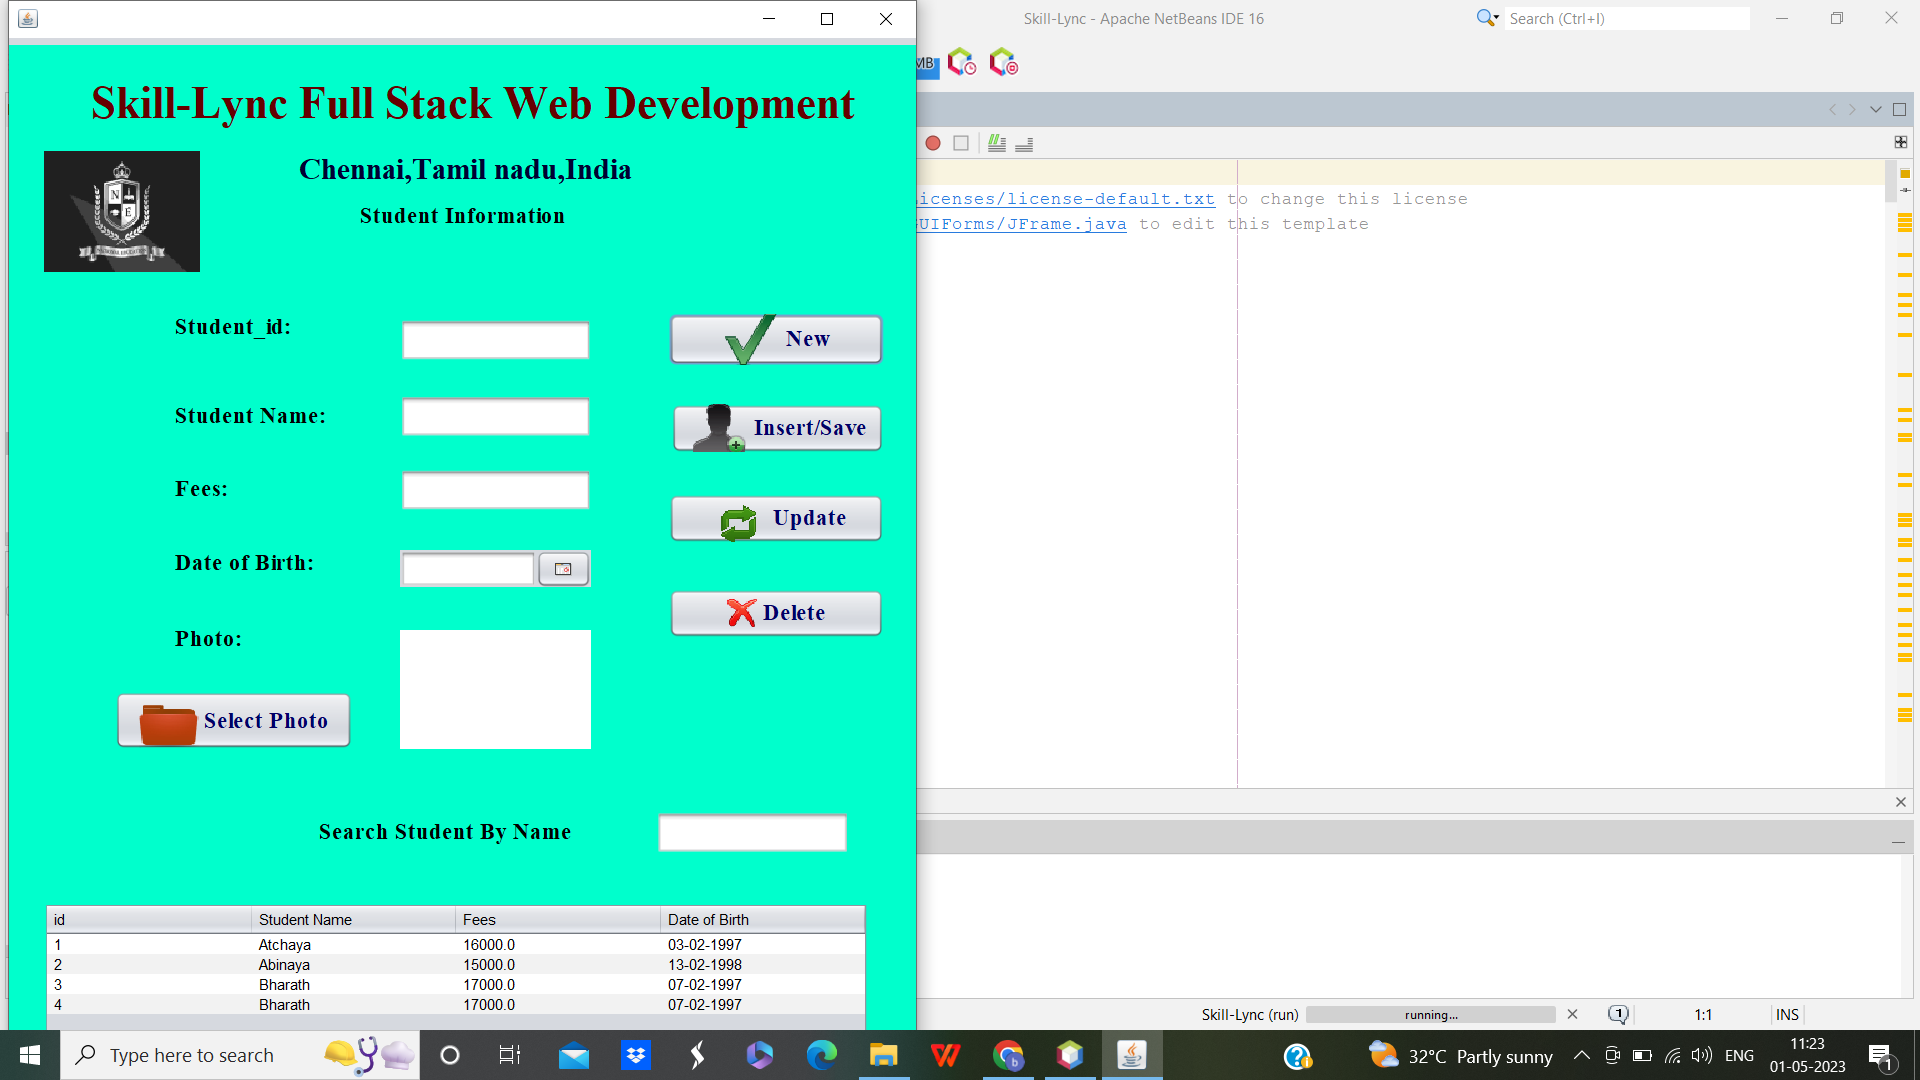 Skill-Lync - Apache NetBeans IDE 16
Search (Ctrl+I)
MB
Skill-Lync Full Stack Web Development
Chennai,Tamil nadu,India
Student Information
N
E
icenses/license-default.txt to change this license
UIForms/JFrame.java to edit this template
Student_id:
New
Student Name:
Insert/Save
Fees:
Update
Date of Birth:
Delete
Photo:
Select Photo
Search Student By Name
id Student Name Fees Date of Birth
1 Atchaya 16000.0 03-02-1997
2 Abinaya 15000.0 13-02-1998
3 Bharath 17000.0 07-02-1997
4 Bharath 17000.0 07-02-1997
Skill-Lync (run) running... 1 1:1 INS
Type here to search
b
32°C Partly sunny
ENG
11:23
01-05-2023
1